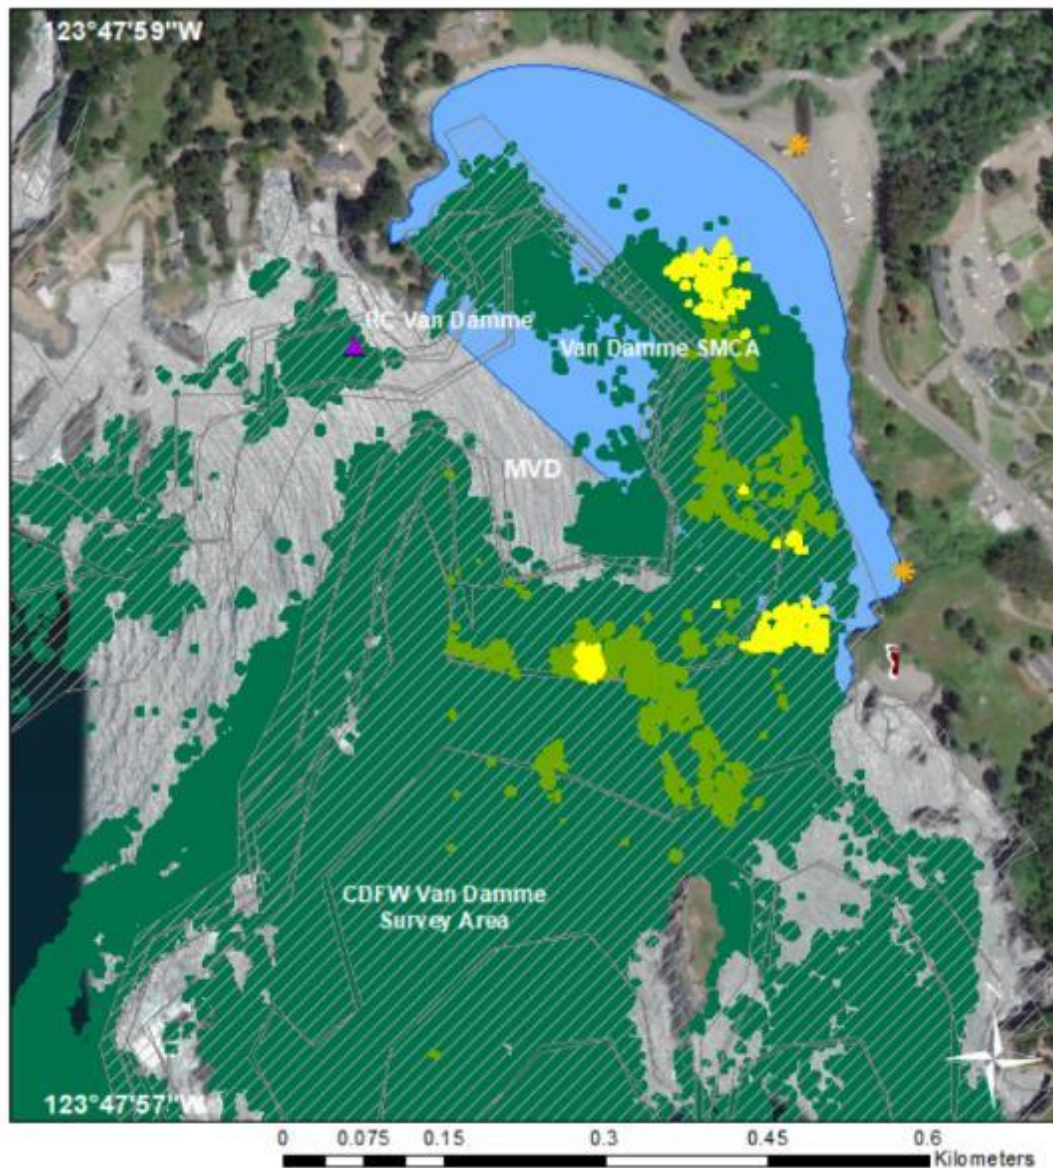 123°47'59"W
RC Van Damme
Van Damme SMCA
MVD
CDFW Van Damme
Survey Area
123°47'57"W
0 0.075 0.15 0.3 0.45 0.6
Kilometers